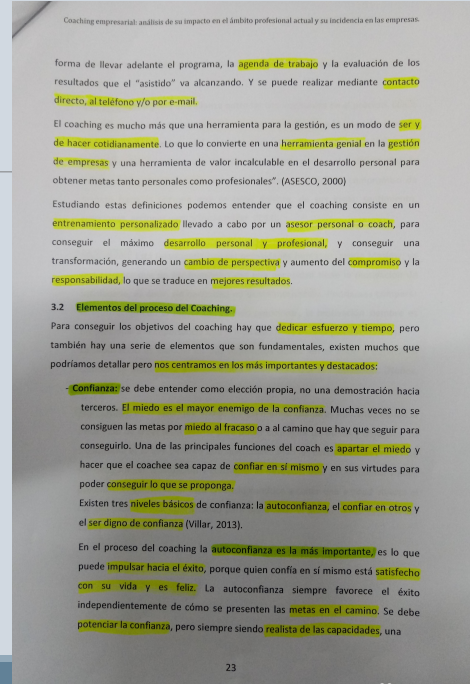 Coaching empresarial: análisis de su impacto en el ámbito profesional actual y su incidencia en las empresas.
forma de llevar adelante el programa, la agenda de trabajo y la evaluación de los
resultados que el “asistido” va alcanzando. Y se puede realizar mediante contacto
directo, al teléfono y/o por e-mail.
El coaching es mucho más que una herramienta para la gestión, es un modo de ser y
de hacer cotidianamente. Lo que lo convierte en una herramienta genial en la gestión
de empresas y una herramienta de valor incalculable en el desarrollo personal para
obtener metas tanto personales como profesionales”. (ASESCO, 2000)
Estudiando estas definiciones podemos entender que el coaching consiste en un
entrenamiento personalizado llevado a cabo por un asesor personal o coach, para
conseguir el máximo desarrollo personal y profesional, y conseguir una
transformación, generando un cambio de perspectiva y aumento del compromiso y la
responsabilidad, lo que se traduce en mejores resultados.
3.2 Elementos del proceso del Coaching.
Para conseguir los objetivos del coaching hay que dedicar esfuerzo y tiempo, pero
también hay una serie de elementos que son fundamentales, existen muchos que
podríamos detallar pero nos centramos en los más importantes y destacados:
- Confianza: se debe entender como elección propia, no una demostración hacia
terceros. El miedo es el mayor enemigo de la confianza. Muchas veces no se
consiguen las metas por miedo al fracaso o a al camino que hay que seguir para
conseguirlo. Una de las principales funciones del coach es apartar el miedo y
hacer que el coachee sea capaz de confiar en sí mismo y en sus virtudes para
poder conseguir lo que se proponga.
Existen tres niveles básicos de confianza: la autoconfianza, el confiar en otros y
el ser digno de confianza (Villar, 2013).
En el proceso del coaching la autoconfianza es la más importante, es lo que
puede impulsar hacia el éxito, porque quien confía en sí mismo está satisfecho
con su vida y es feliz. La autoconfianza siempre favorece el éxito
independientemente de cómo se presenten las metas en el camino. Se debe
potenciar la confianza, pero siempre siendo realista de las capacidades, una
23